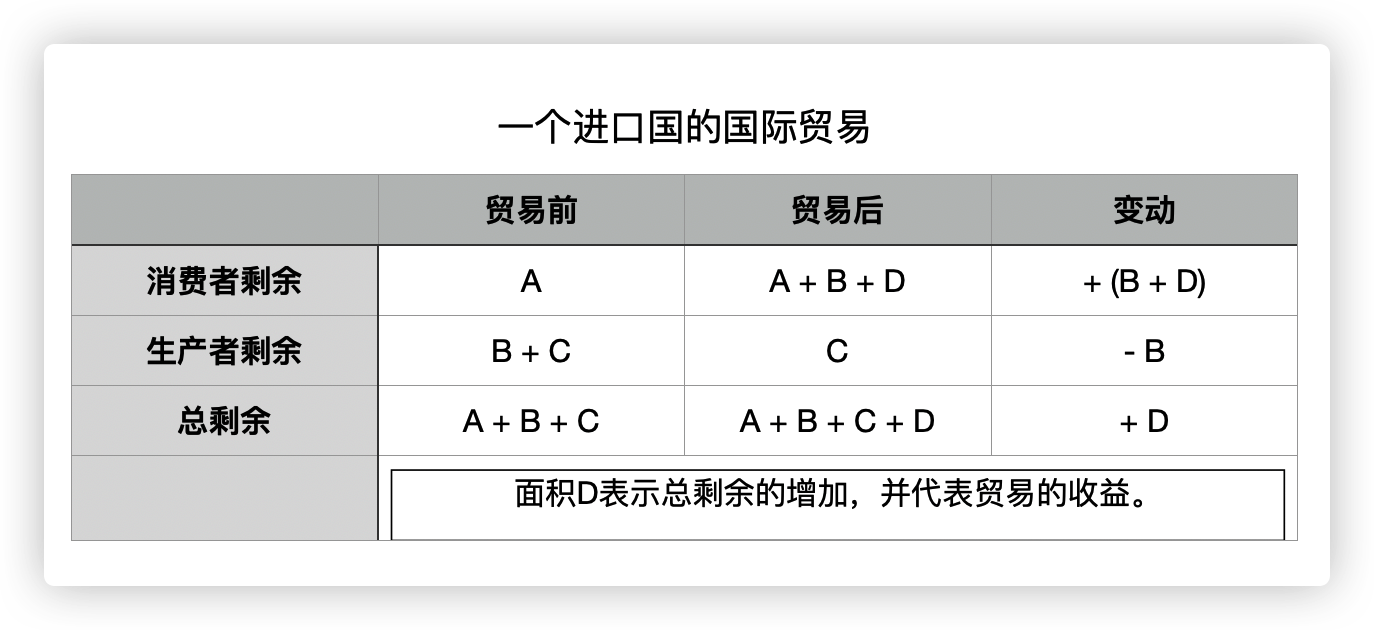 一个进口国的国际贸易
贸易前 贸易后 变动
消费者剩余 A A + B + D + (B + D)
生产者剩余 B + C C - B
总剩余 A + B + C A + B + C + D + D
面积D表示总剩余的增加，并代表贸易的收益。